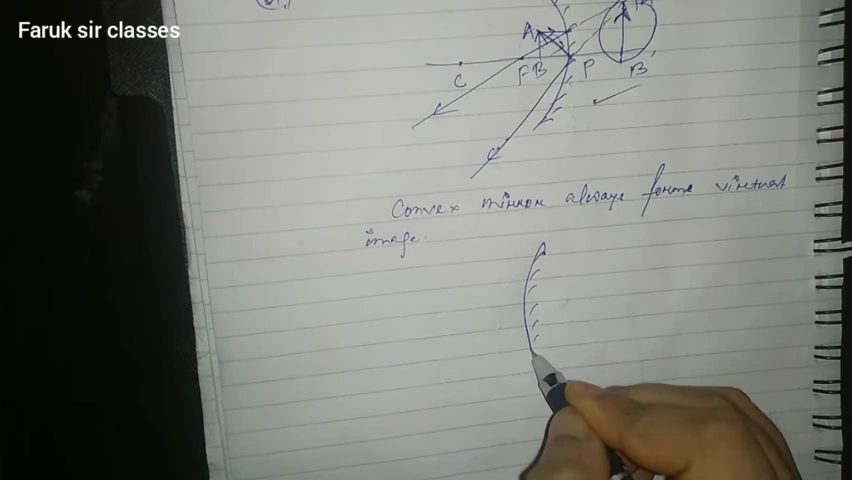 Faruk sir classes
A
C F B P B'
Convex mirror always forms virtual
image.